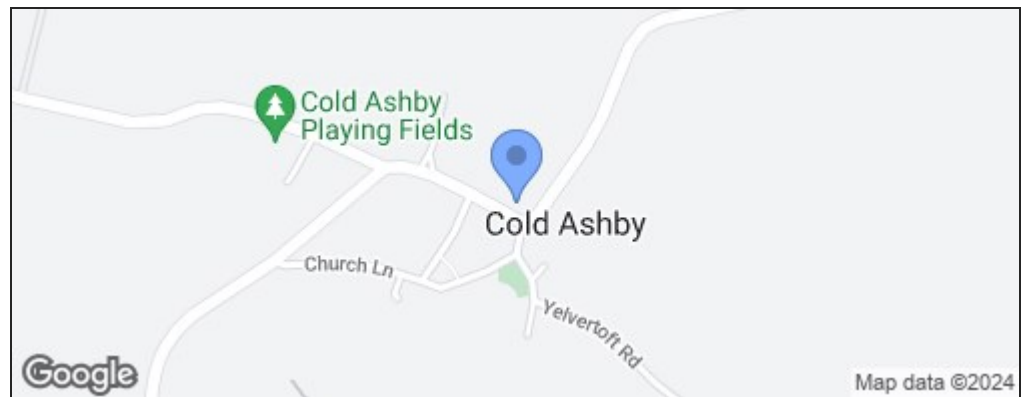 Cold Ashby
Playing Fields
Cold Ashby
Church Ln
Yelvertoft Rd
Google
Map data ©2024